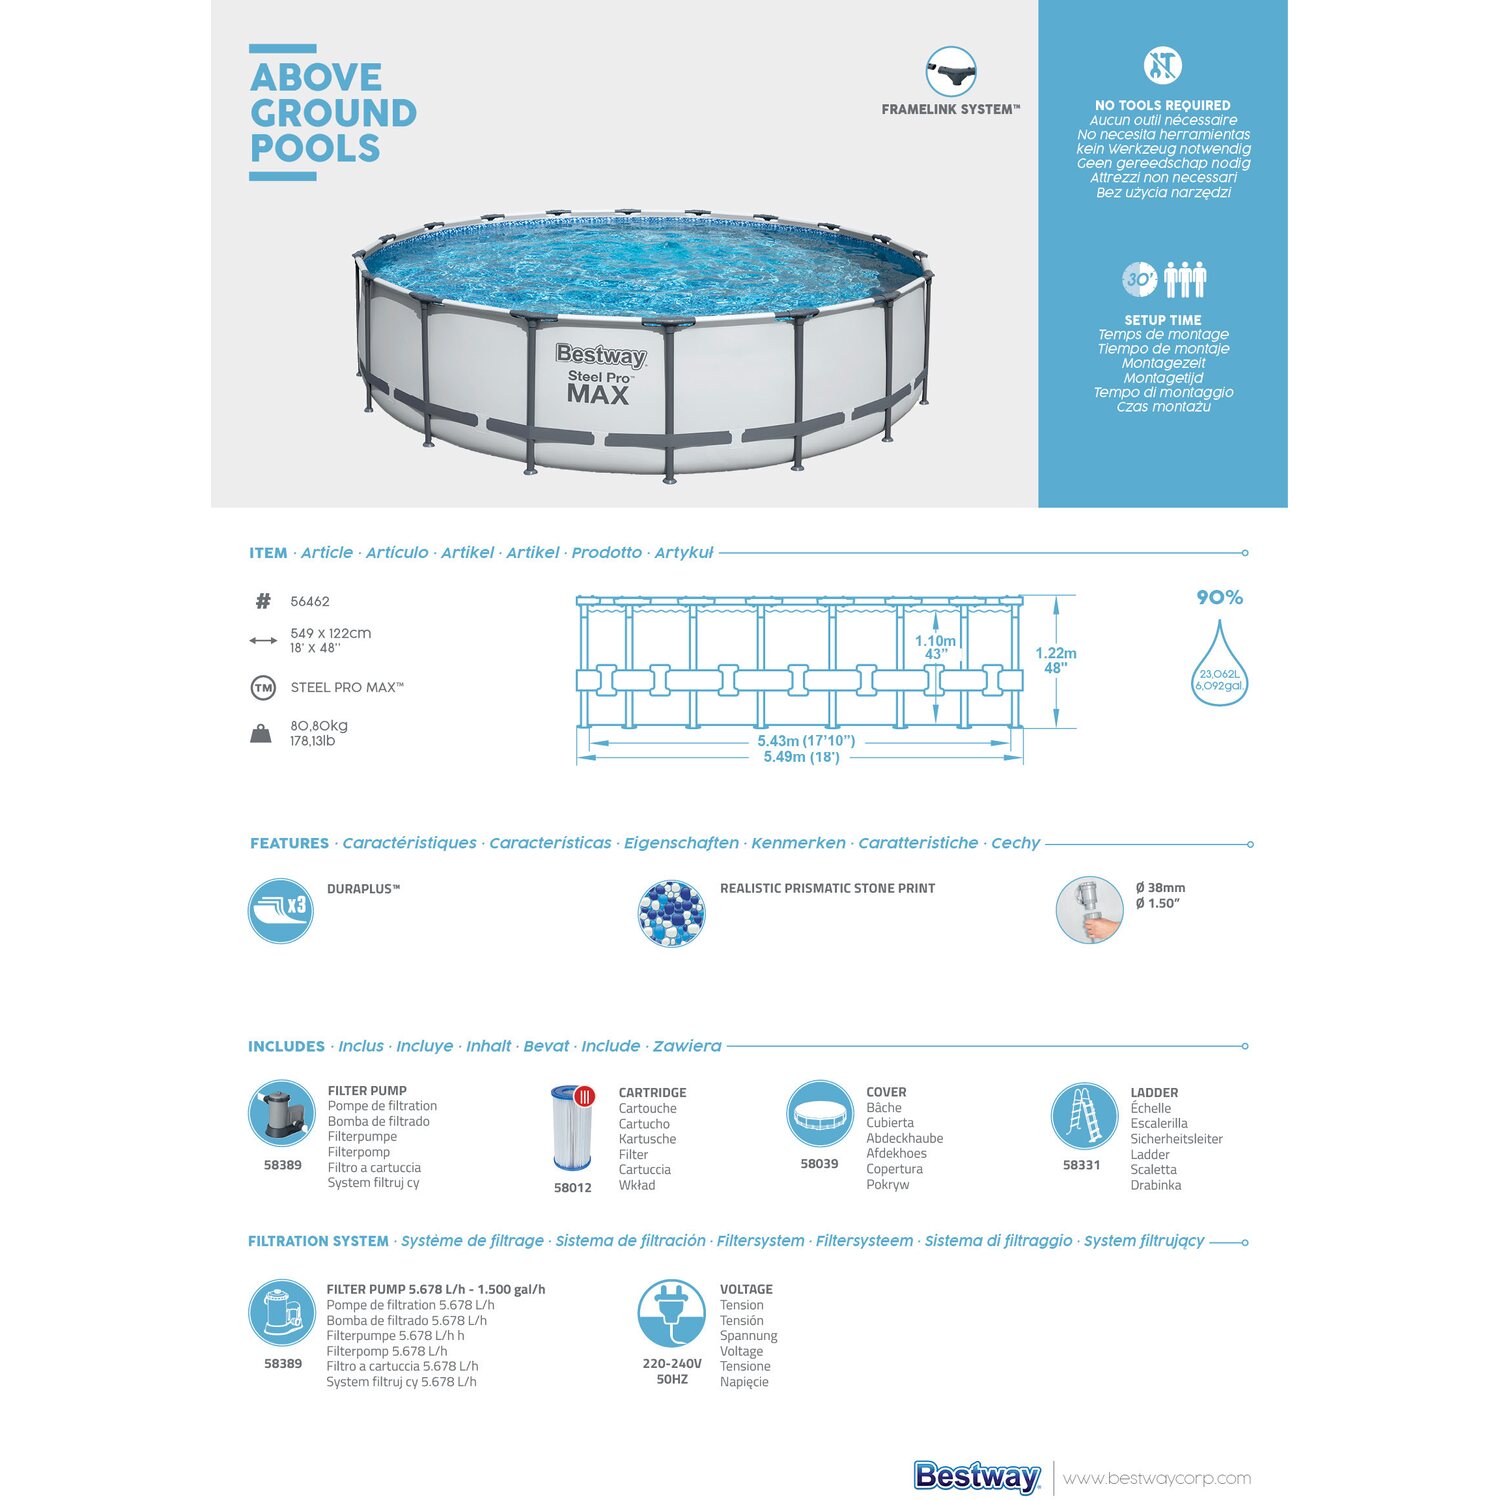 ABOVE
GROUND
POOLS
FRAMELINK SYSTEM™
NO TOOLS REQUIRED
Aucun outil nécessaire
No necesita herramientas
kein Werkzeug notwendig
Geen gereedschap nodig
Attrezzi non necessari
Bez użycia narzędzi
30'
SETUP TIME
Temps de montage
Tiempo de montaje
Montagezeit
Montagetijd
Tempo di montaggio
Czas montażu
Bestway
Steel Pro™
MAX
ITEM · Article · Artículo · Artikel · Artikel · Prodotto · Artykuł
# 56462
549 x 122cm
18' x 48''
TM STEEL PRO MAX™
80,80kg
178,13lb
1.10m
43”
1.22m
48”
5.43m (17’10”)
5.49m (18')
90%
23,062L
6,092gal.
FEATURES · Caractéristiques · Características · Eigenschaften · Kenmerken · Caratteristiche · Cechy
x3
DURAPLUS™
REALISTIC PRISMATIC STONE PRINT
Ø 38mm
Ø 1.50”
INCLUDES · Inclus · Incluye · Inhalt · Bevat · Include · Zawiera
FILTER PUMP
Pompe de filtration
Bomba de filtrado
Filterpumpe
Filterpomp
Filtro a cartuccia
System filtruj cy
58389
III
CARTRIDGE
Cartouche
Cartucho
Kartusche
Filter
Cartuccia
Wkład
58012
COVER
Bâche
Cubierta
Abdeckhaube
Afdekhoes
Copertura
Pokryw
58039
LADDER
Échelle
Escalerilla
Sicherheitsleiter
Ladder
Scaletta
Drabinka
58331
FILTRATION SYSTEM · Système de filtrage · Sistema de filtración · Filtersystem · Filtersysteem · Sistema di filtraggio · System filtrujący
FILTER PUMP 5.678 L/h - 1.500 gal/h
Pompe de filtration 5.678 L/h
Bomba de filtrado 5.678 L/h
Filterpumpe 5.678 L/h h
Filterpomp 5.678 L/h
Filtro a cartuccia 5.678 L/h
System filtruj cy 5.678 L/h
58389
VOLTAGE
Tension
Tensión
Spannung
Voltage
Tensione
Napięcie
220-240V
50HZ
Bestway
www.bestwaycorp.com